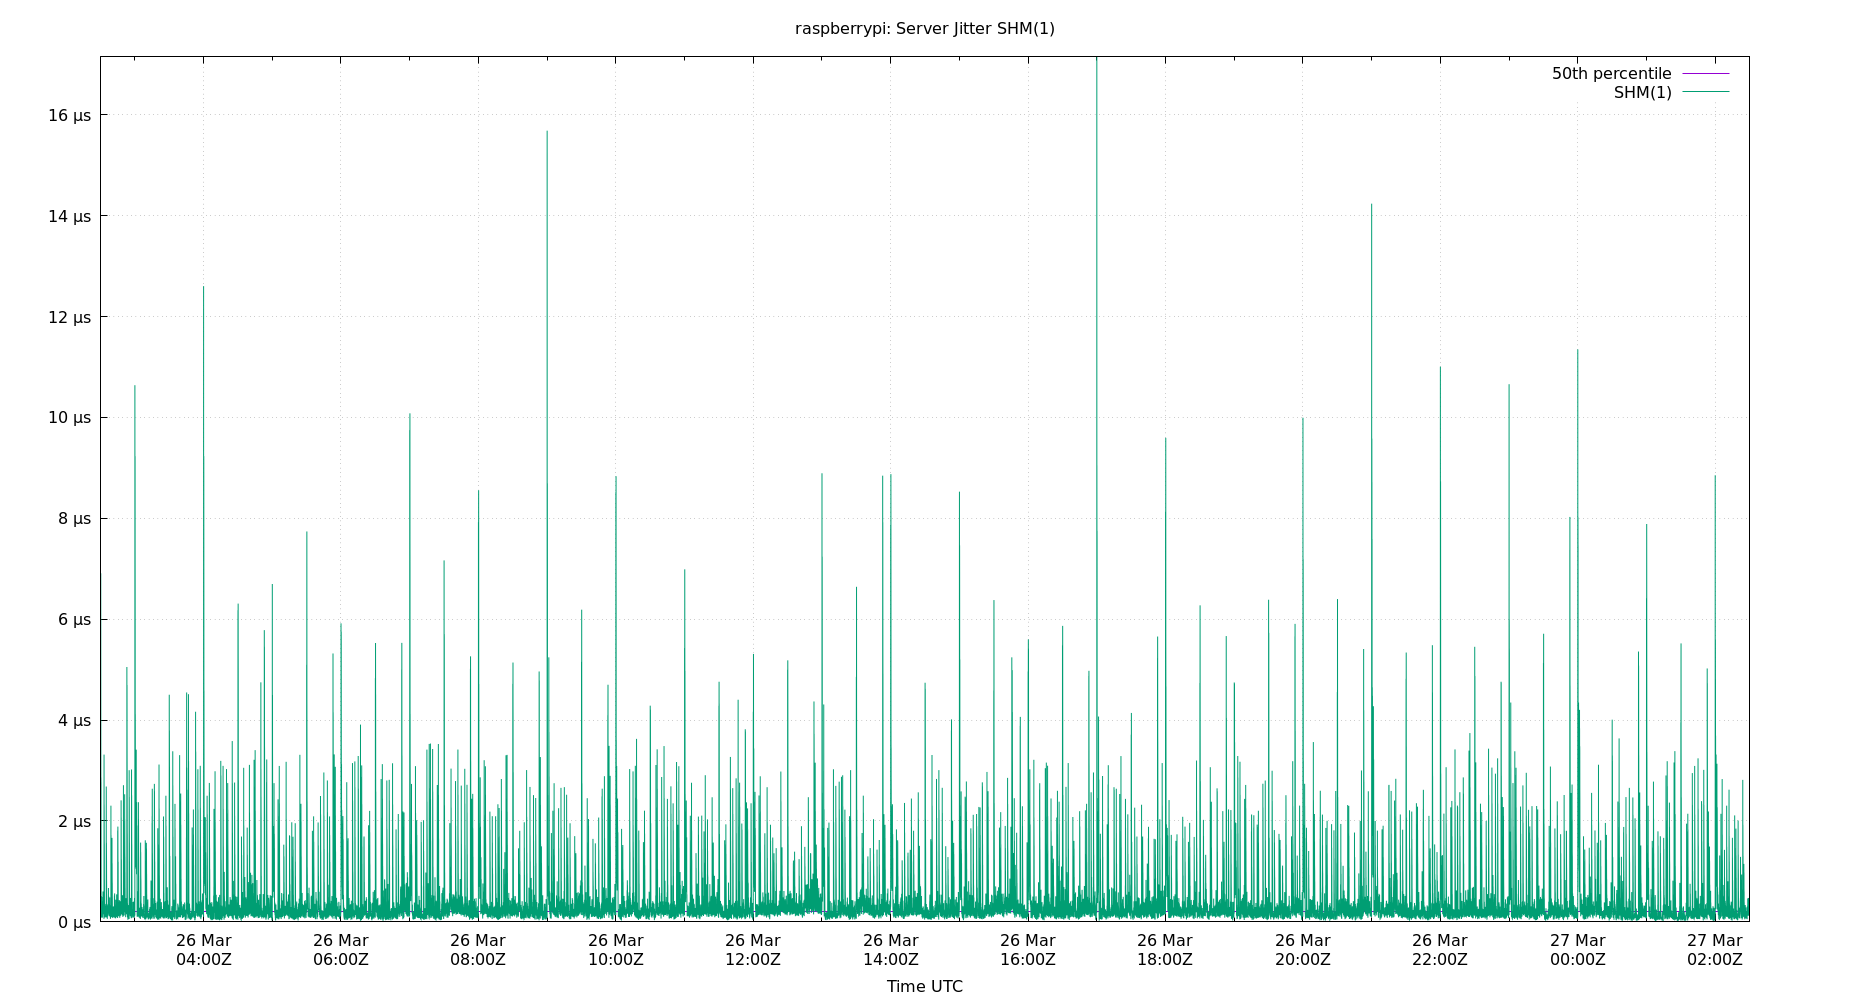 raspberrypi: Server Jitter SHM(1)
50th percentile
SHM(1)
16 µs
14 µs
12 µs
10 µs
8 µs
6 µs
4 µs
2 µs
0 µs
26 Mar 26 Mar 26 Mar 26 Mar 26 Mar 26 Mar 26 Mar 26 Mar 26 Mar 26 Mar 27 Mar 27 Mar
04:00Z 06:00Z 08:00Z 10:00Z 12:00Z 14:00Z 16:00Z 18:00Z 20:00Z 22:00Z 00:00Z 02:00Z
Time UTC